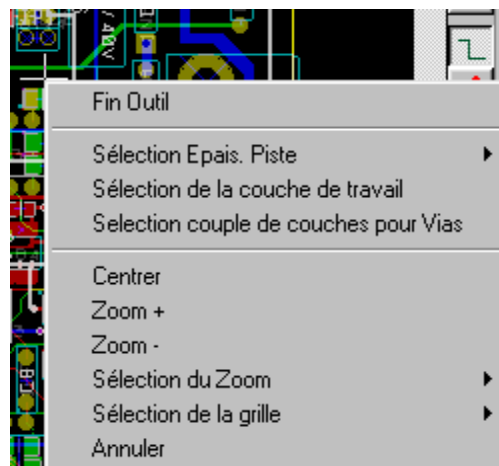 40V
Fin Outil
Sélection Epais. Piste
Sélection de la couche de travail
Selection couple de couches pour Vias
Centrer
Zoom +
Zoom -
Sélection du Zoom
Sélection de la grille
Annuler